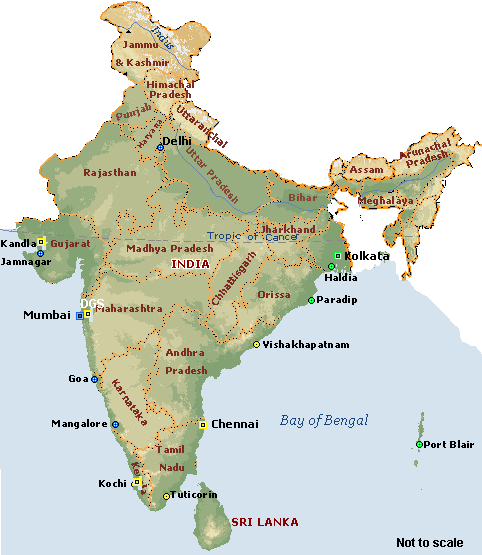 Indus
Jammu
& Kashmir
Himachal
Pradesh
Punjab
Uttaranchal
Haryana
Delhi
Arunachal
Pradesh
Assam
Rajasthan
Uttar Pradesh
Bihar
Meghalaya
Jharkhand
Tropic of Cancer
Kandla
Gujarat
Madhya Pradesh
Kolkata
Jamnagar
INDIA
Chhattisgarh
Haldia
Orissa
Paradip
DGS
Maharashtra
Mumbai
Vishakhapatnam
Andhra
Pradesh
Goa
Karnataka
Bay of Bengal
Mangalore
Chennai
Port Blair
Tamil
Nadu
Kerala
Kochi
Tuticorin
SRI LANKA
Not to scale